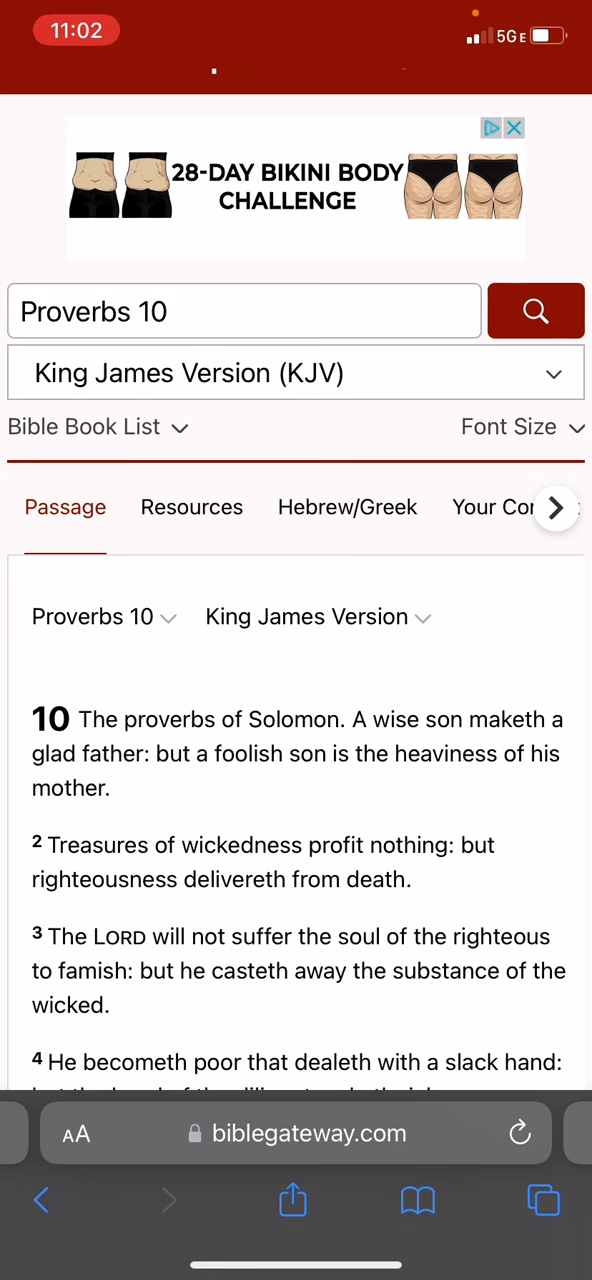 11:02
5GE
28-DAY BIKINI BODY
CHALLENGE
Proverbs 10
King James Version (KJV)
Bible Book List
Font Size
Passage Resources Hebrew/Greek Your Con
Proverbs 10 King James Version
10 The proverbs of Solomon. A wise son maketh a
glad father: but a foolish son is the heaviness of his
mother.
2 Treasures of wickedness profit nothing: but
righteousness delivereth from death.
3 The LORD will not suffer the soul of the righteous
to famish: but he casteth away the substance of the
wicked.
4 He becometh poor that dealeth with a slack hand:
AA biblegateway.com